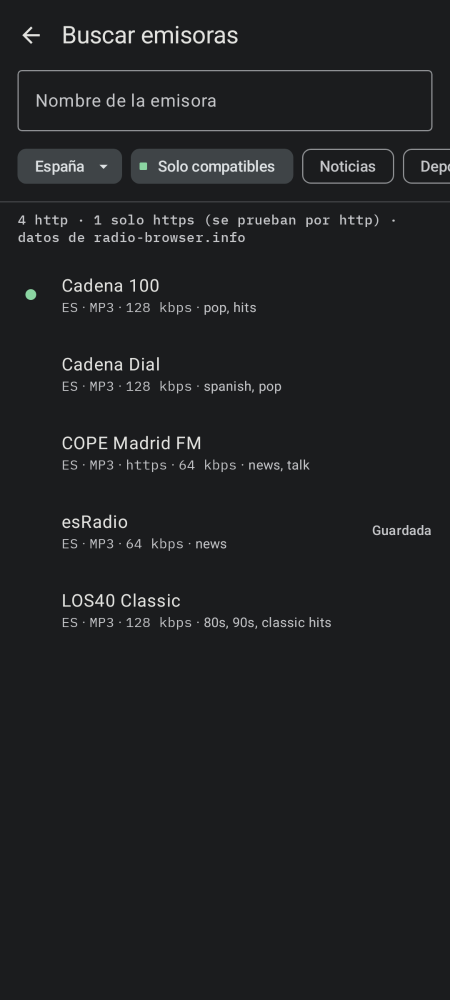 Buscar emisoras
Nombre de la emisora
España
Solo compatibles
Noticias
Depo
4 http · 1 solo https (se prueban por http) ·
datos de radio-browser.info
Cadena 100
ES · MP3 · 128 kbps · pop, hits
Cadena Dial
ES · MP3 · 128 kbps · spanish, pop
COPE Madrid FM
ES · MP3 · https · 64 kbps · news, talk
esRadio
ES · MP3 · 64 kbps · news
Guardada
LOS40 Classic
ES · MP3 · 128 kbps · 80s, 90s, classic hits